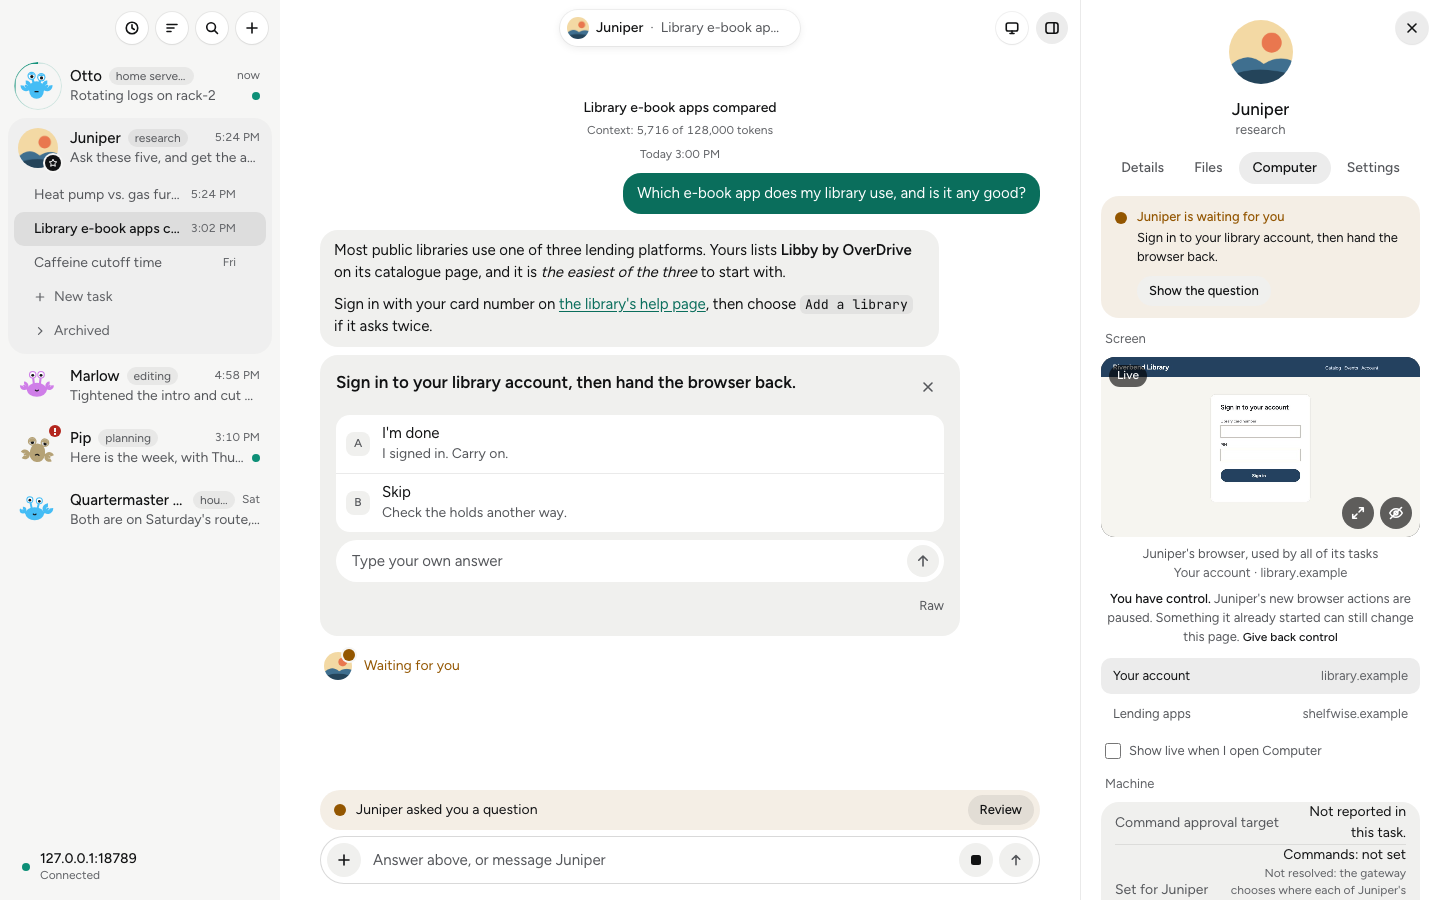 Otto home serve... now
Rotating logs on rack-2
Juniper research 5:24 PM
Ask these five, and get the a...
Heat pump vs. gas fur... 5:24 PM
Library e-book apps c... 3:02 PM
Caffeine cutoff time Fri
New task
Archived
Marlow editing 4:58 PM
Tightened the intro and cut ...
Pip planning 3:10 PM
Here is the week, with Thu...
Quartermaster ... hou... Sat
Both are on Saturday's route,...
127.0.0.1:18789
Connected
Juniper · Library e-book ap...
Library e-book apps compared
Context: 5,716 of 128,000 tokens
Today 3:00 PM
Which e-book app does my library use, and is it any good?
Most public libraries use one of three lending platforms. Yours lists Libby by OverDrive
on its catalogue page, and it is the easiest of the three to start with.
Sign in with your card number on the library's help page, then choose Add a library
if it asks twice.
Sign in to your library account, then hand the browser back.
A I'm done
I signed in. Carry on.
B Skip
Check the holds another way.
Type your own answer
Raw
Waiting for you
Juniper asked you a question Review
Answer above, or message Juniper
Juniper
research
Details Files Computer Settings
Juniper is waiting for you
Sign in to your library account, then hand the
browser back.
Show the question
Screen
Live
Library
Catalog Events Account
Sign in to your account
Library card number
PIN
Sign in
Juniper's browser, used by all of its tasks
Your account · library.example
You have control. Juniper's new browser actions are
paused. Something it already started can still change
this page. Give back control
Your account library.example
Lending apps shelfwise.example
Show live when I open Computer
Machine
Command approval target Not reported in
this task.
Commands: not set
Not resolved: the gateway
Set for Juniper chooses where each of Juniper's